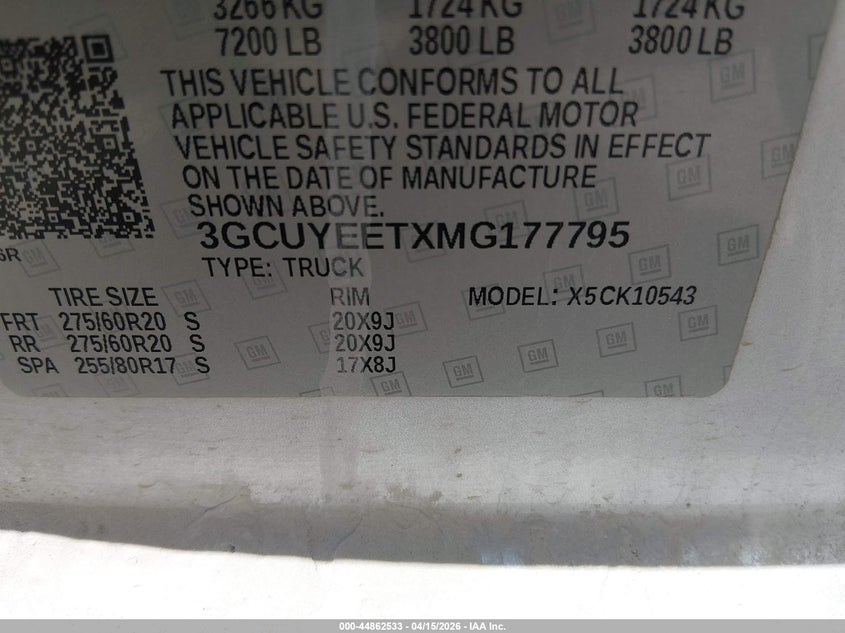 3266 KG 1724 KG 1724 KG
7200 LB 3800 LB 3800 LB
THIS VEHICLE CONFORMS TO ALL
APPLICABLE U.S. FEDERAL MOTOR
VEHICLE SAFETY STANDARDS IN EFFECT
ON THE DATE OF MANUFACTURE
SHOWN ABOVE.
3GCUYEETXMG177795
TYPE: TRUCK
TIRE SIZE RIM MODEL: X5CK10543
FRT 275/60R20 S 20X9J
RR 275/60R20 S 20X9J
SPA 255/80R17 S 17X8J
GM
000-44862533 - 04/15/2026 - IAA Inc.